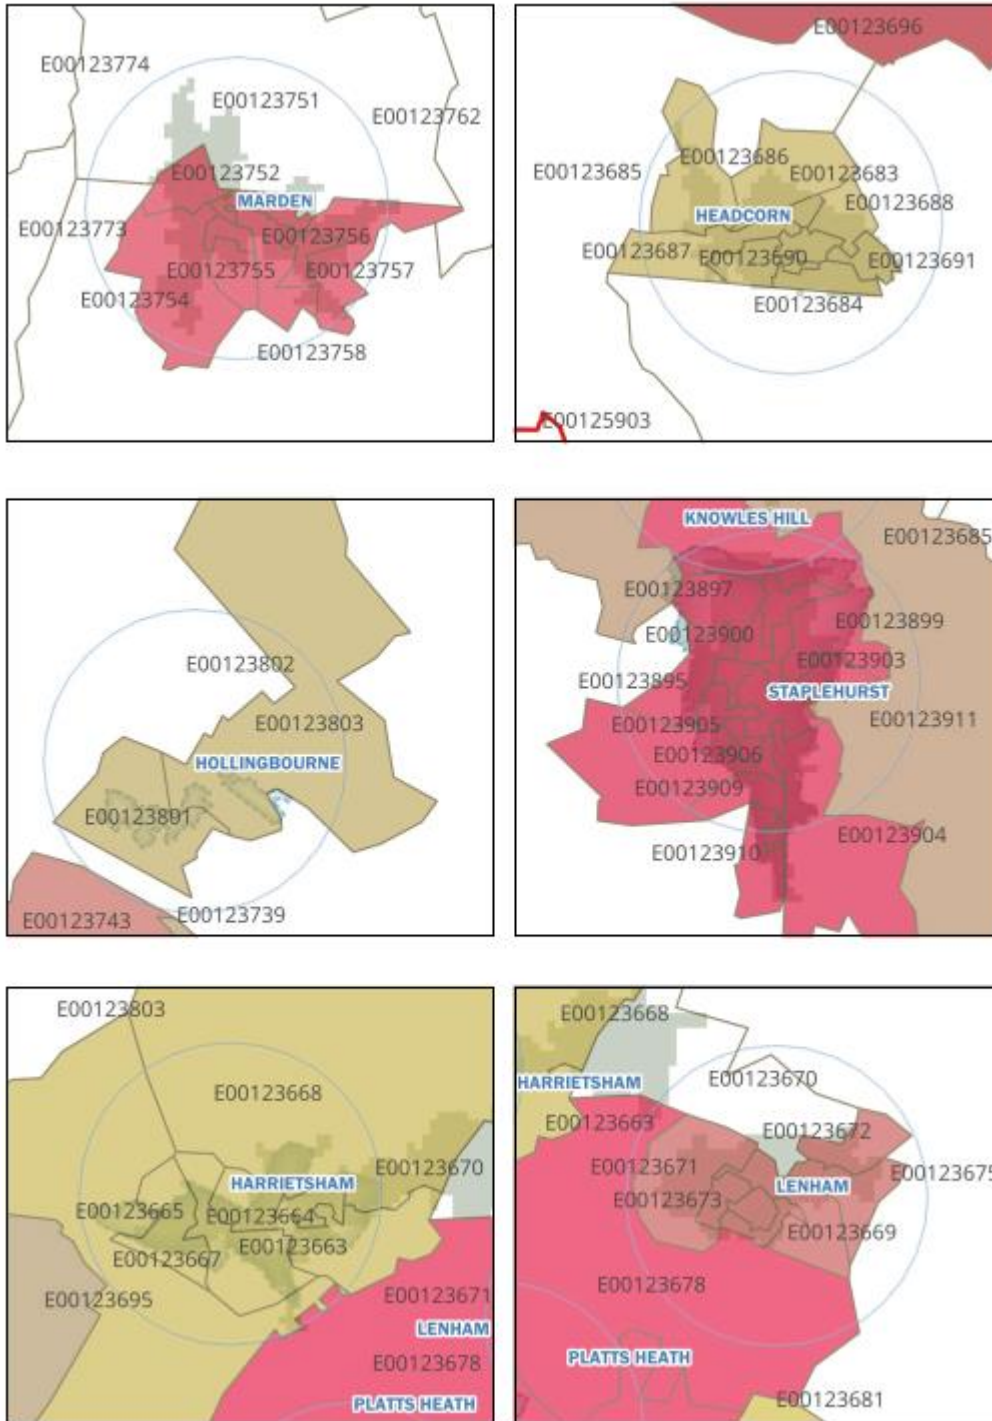 E00123774
E00123751
E00123762
E00123752
MARDEN
E00123773
E00123756
E00123755
E00123757
E00123754
E00123758
E00123696
E00123685
E00123686
E00123683
E00123688
HEADCORN
E00123687
E00123690
E00123691
E00123684
E00125903
E00123802
E00123803
HOLLINGBOURNE
E00123801
E00123743
E00123739
KNOWLES HILL
E00123685
E00123897
E00123899
E00123900
E00123903
E00123895
STAPLEHURST
E00123905
E00123911
E00123906
E00123909
E00123904
E00123910
E00123803
E00123668
E00123670
HARRIETSHAM
E00123665
E00123664
E00123663
E00123667
E00123695
E00123671
LENHAM
E00123678
PLATTS HEATH
E00123668
HARRIETSHAM
E00123670
E00123663
E00123672
E00123671
E00123675
E00123673
LENHAM
E00123669
E00123678
PLATTS HEATH
E00123681